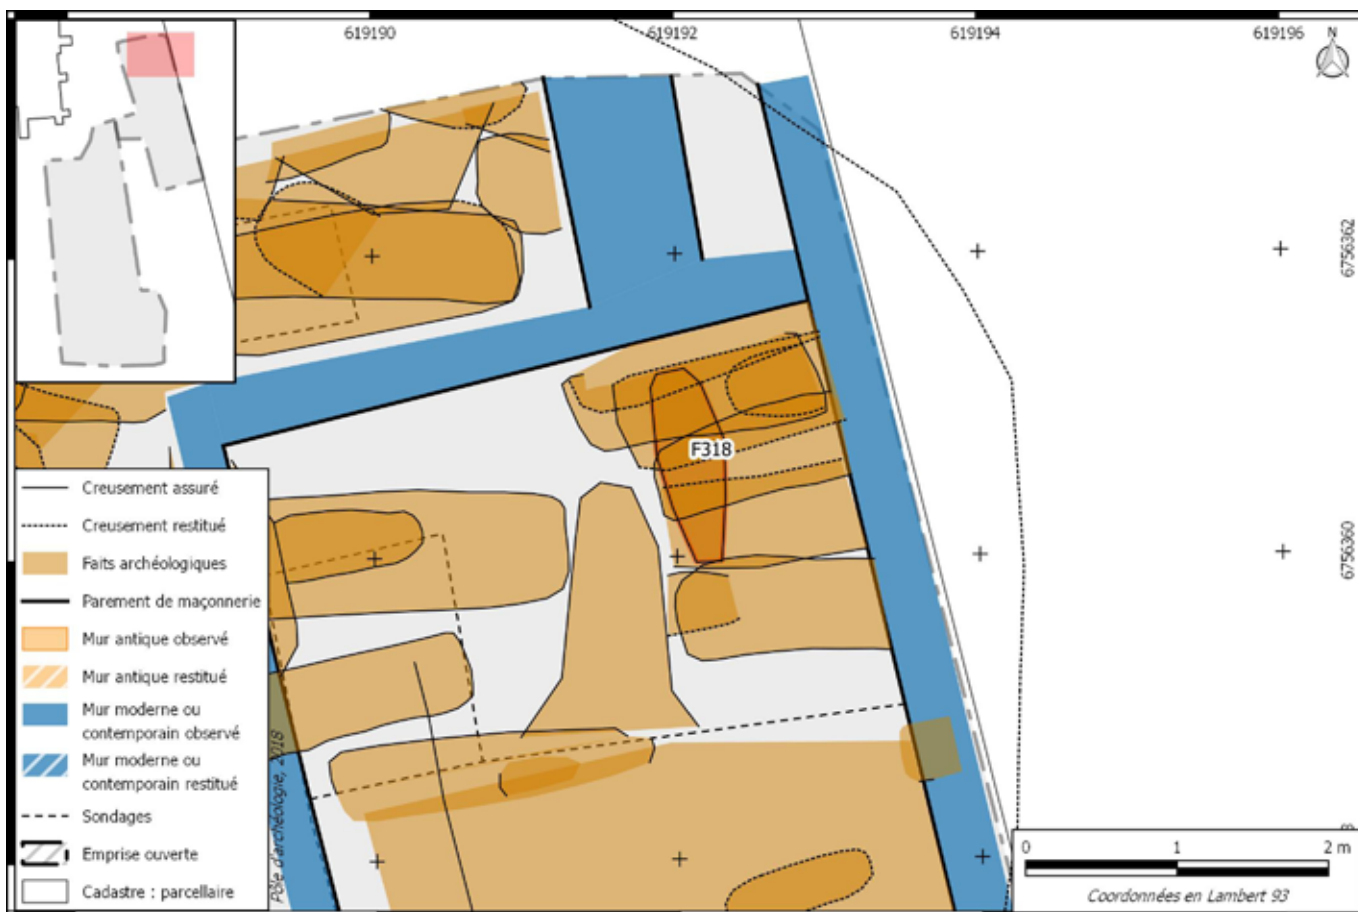 619190
619192
619194
619196
N
6756362
F318
6756360
Creusement assuré
Creusement restitué
Faits archéologiques
Parement de maçonnerie
Mur antique observé
Mur antique restitué
Mur moderne ou
contemporain observé
Mur moderne ou
contemporain restitué
Sondages
Emprise ouverte
Cadastre : parcellaire
Pôle d'archéologie, 2018
8
0 1 2 m
Coordonnées en Lambert 93